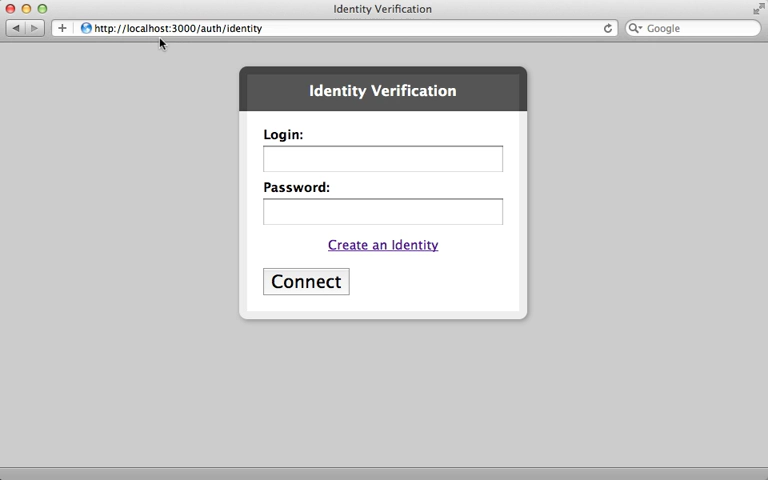 Identity Verification
http://localhost:3000/auth/identity
Google
Identity Verification
Login:
Password:
Create an Identity
Connect